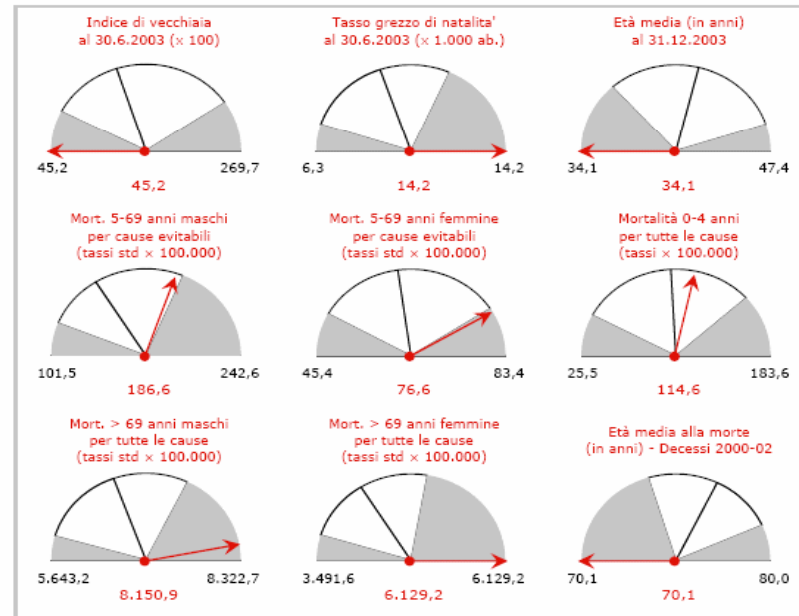 Indice di vecchiaia
al 30.6.2003 (x 100)
45,2 269,7
45,2
Tasso grezzo di natalita'
al 30.6.2003 (x 1.000 ab.)
6,3 14,2
14,2
Età media (in anni)
al 31.12.2003
34,1 47,4
34,1
Mort. 5-69 anni maschi
per cause evitabili
(tassi std x 100.000)
101,5 242,6
186,6
Mort. 5-69 anni femmine
per cause evitabili
(tassi std x 100.000)
45,4 83,4
76,6
Mortalità 0-4 anni
per tutte le cause
(tassi x 100.000)
25,5 183,6
114,6
Mort. > 69 anni maschi
per tutte le cause
(tassi std x 100.000)
5.643,2 8.322,7
8.150,9
Mort. > 69 anni femmine
per tutte le cause
(tassi std x 100.000)
3.491,6 6.129,2
6.129,2
Età media alla morte
(in anni) - Decessi 2000-02
70,1 80,0
70,1